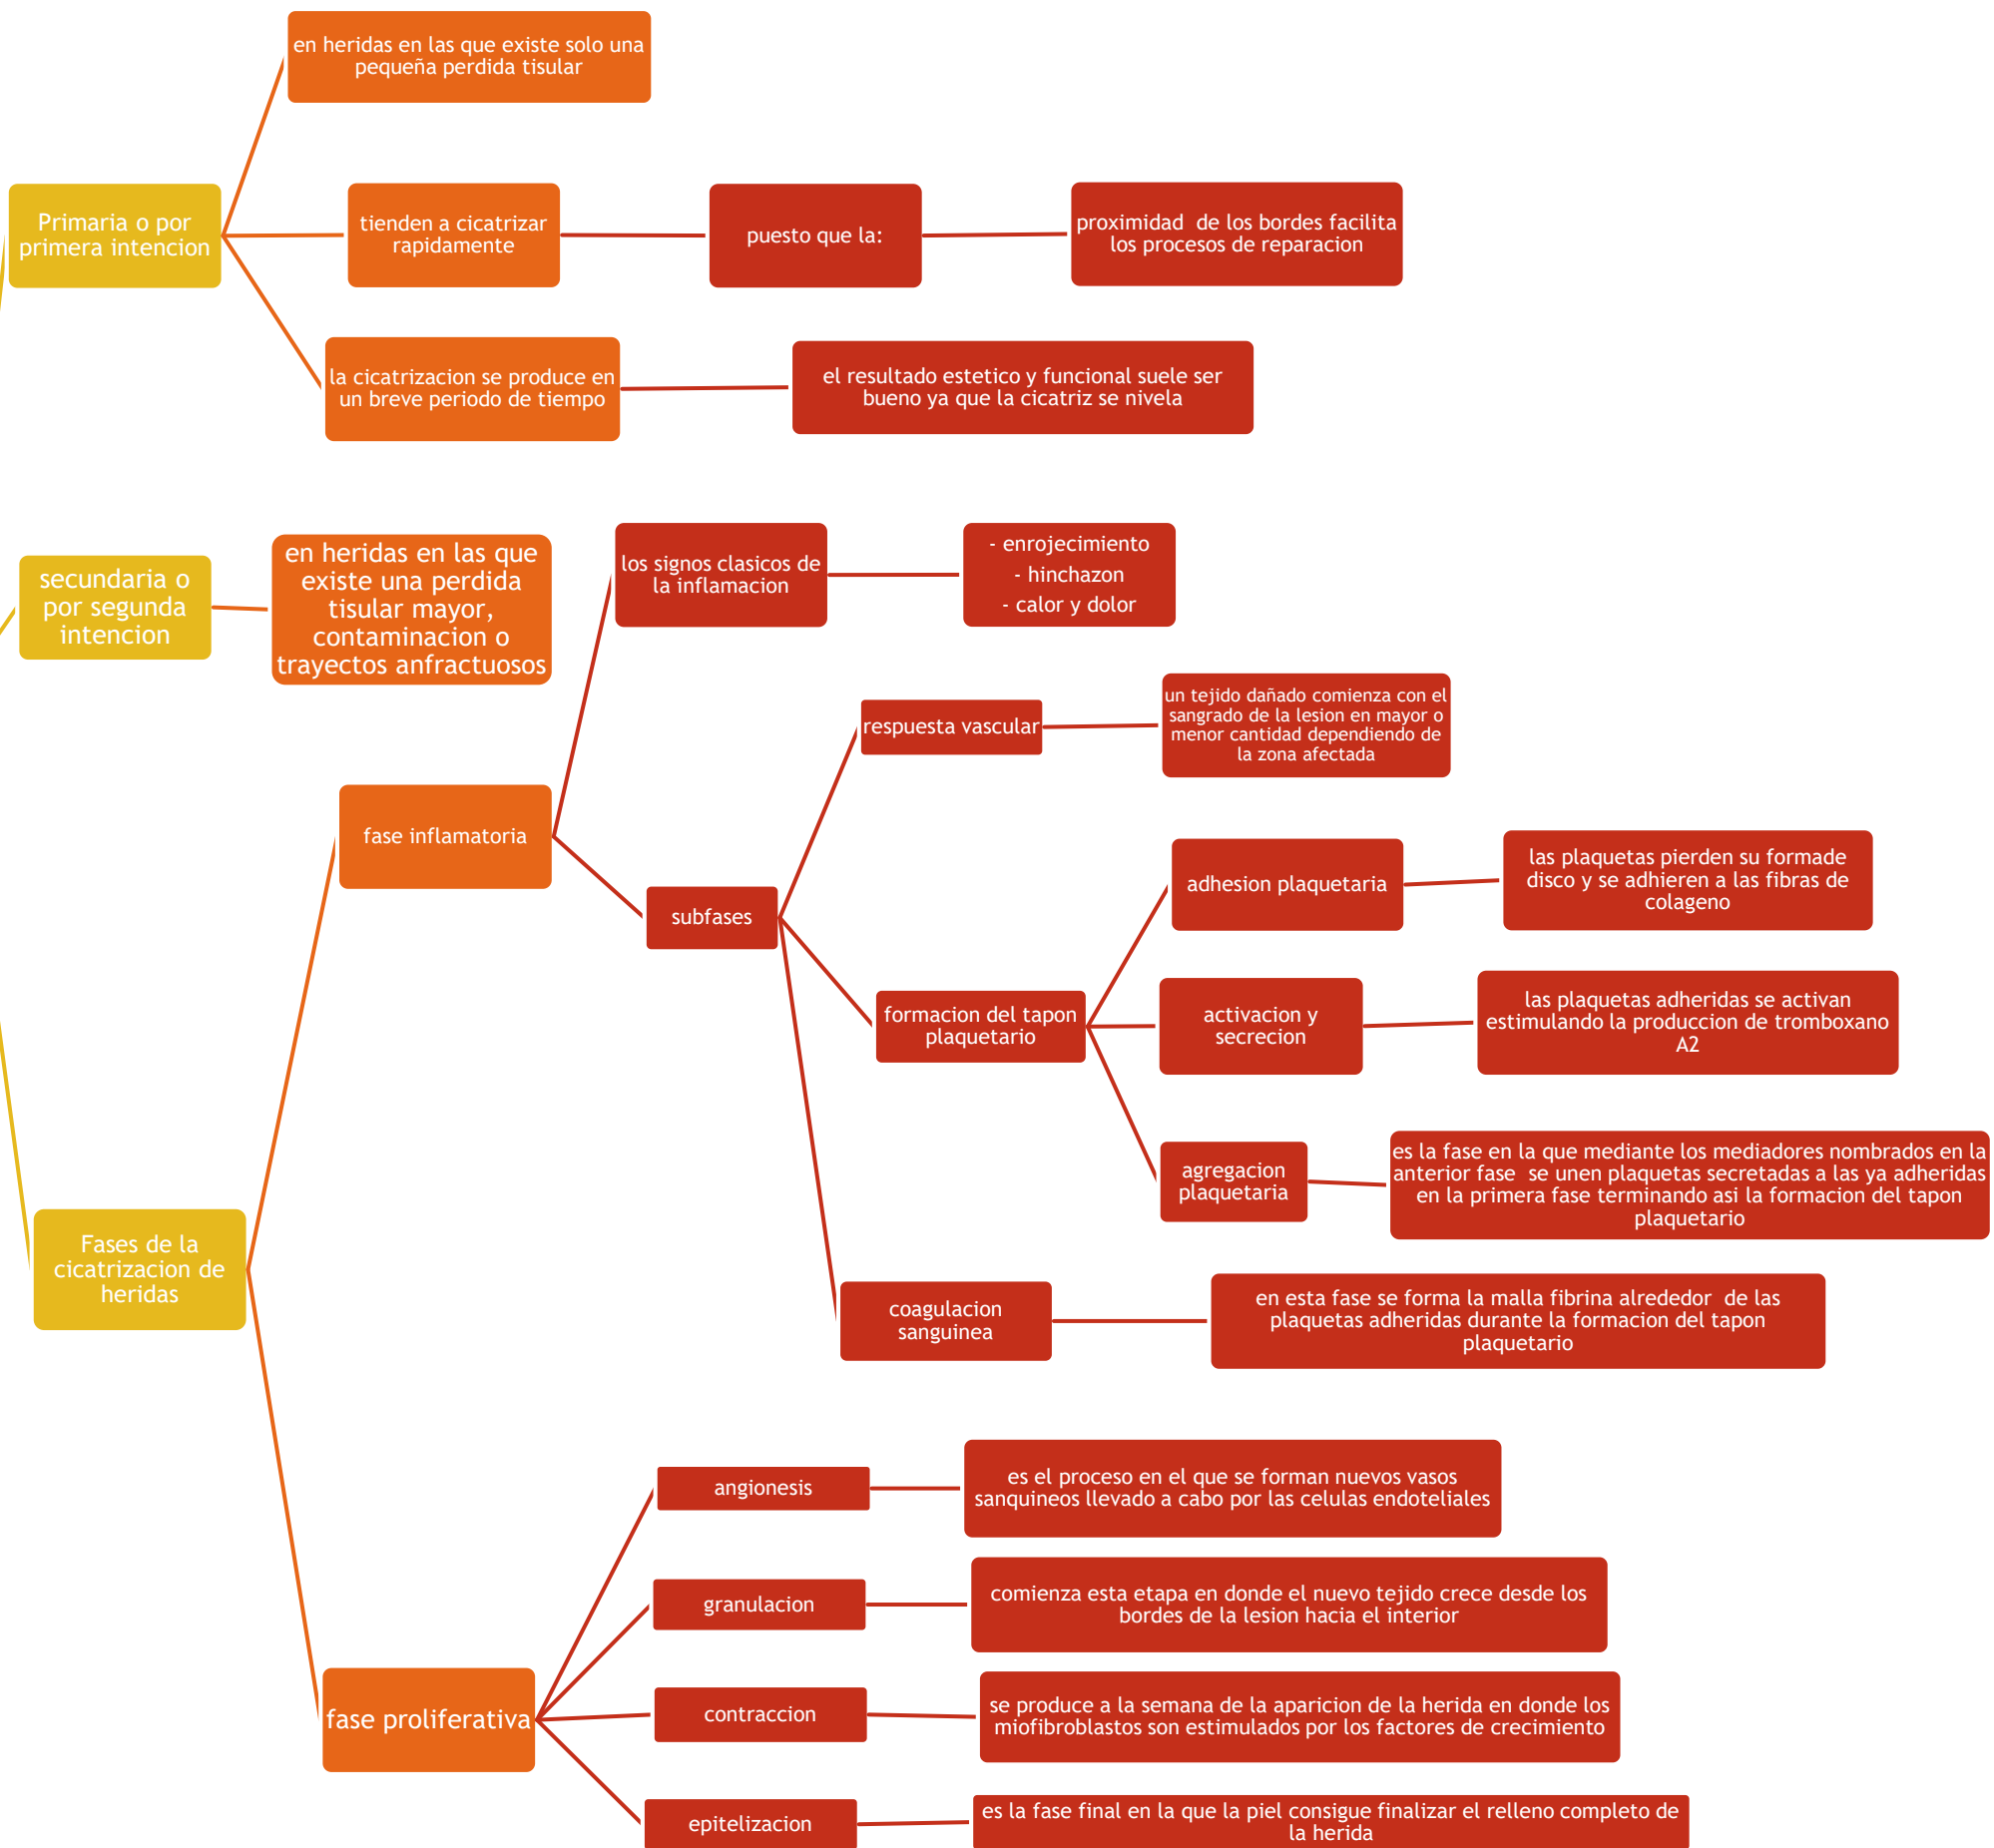 en heridas en las que existe solo una
pequeña perdida tisular
Primaria o por
primera intencion
tienden a cicatrizar
rapidamente
puesto que la:
proximidad  de los bordes facilita
los procesos de reparacion
la cicatrizacion se produce en
un breve periodo de tiempo
el resultado estetico y funcional suele ser
bueno ya que la cicatriz se nivela
secundaria o
por segunda
intencion
en heridas en las que
existe una perdida
tisular mayor,
contaminacion o
trayectos anfractuosos
los signos clasicos de
la inflamacion
- enrojecimiento
- hinchazon
- calor y dolor
respuesta vascular
un tejido dañado comienza con el
sangrado de la lesion en mayor o
menor cantidad dependiendo de
la zona afectada
fase inflamatoria
subfases
adhesion plaquetaria
las plaquetas pierden su formade
disco y se adhieren a las fibras de
colageno
formacion del tapon
plaquetario
activacion y
secrecion
las plaquetas adheridas se activan
estimulando la produccion de tromboxano
A2
agregacion
plaquetaria
es la fase en la que mediante los mediadores nombrados en la
anterior fase  se unen plaquetas secretadas a las ya adheridas
en la primera fase terminando asi la formacion del tapon
plaquetario
Fases de la
cicatrizacion de
heridas
coagulacion
sanguinea
en esta fase se forma la malla fibrina alrededor  de las
plaquetas adheridas durante la formacion del tapon
plaquetario
angionesis
es el proceso en el que se forman nuevos vasos
sanquineos llevado a cabo por las celulas endoteliales
granulacion
comienza esta etapa en donde el nuevo tejido crece desde los
bordes de la lesion hacia el interior
fase proliferativa
contraccion
se produce a la semana de la aparicion de la herida en donde los
miofibroblastos son estimulados por los factores de crecimiento
epitelizacion
es la fase final en la que la piel consigue finalizar el relleno completo de
la herida